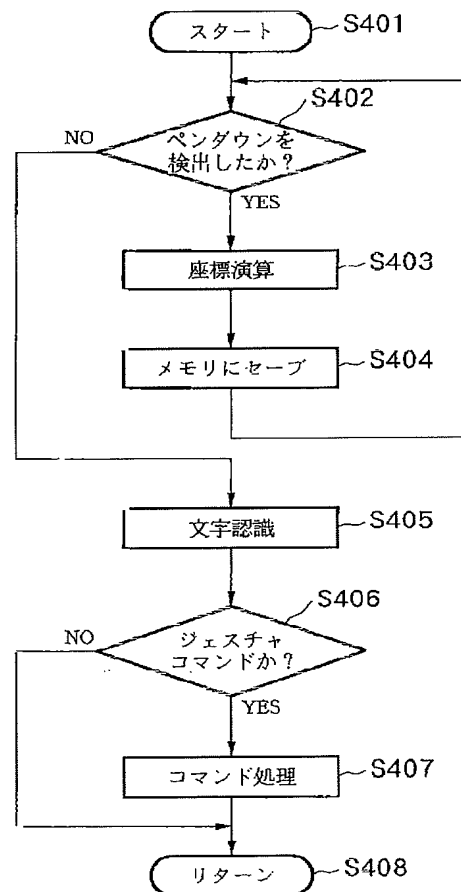 スタート
S401
S402
NO
ペンダウンを
検出したか？
YES
座標演算
S403
メモリにセーブ
S404
文字認識
S405
S406
NO
ジェスチャ
コマンドか？
YES
コマンド処理
S407
リターン
S408